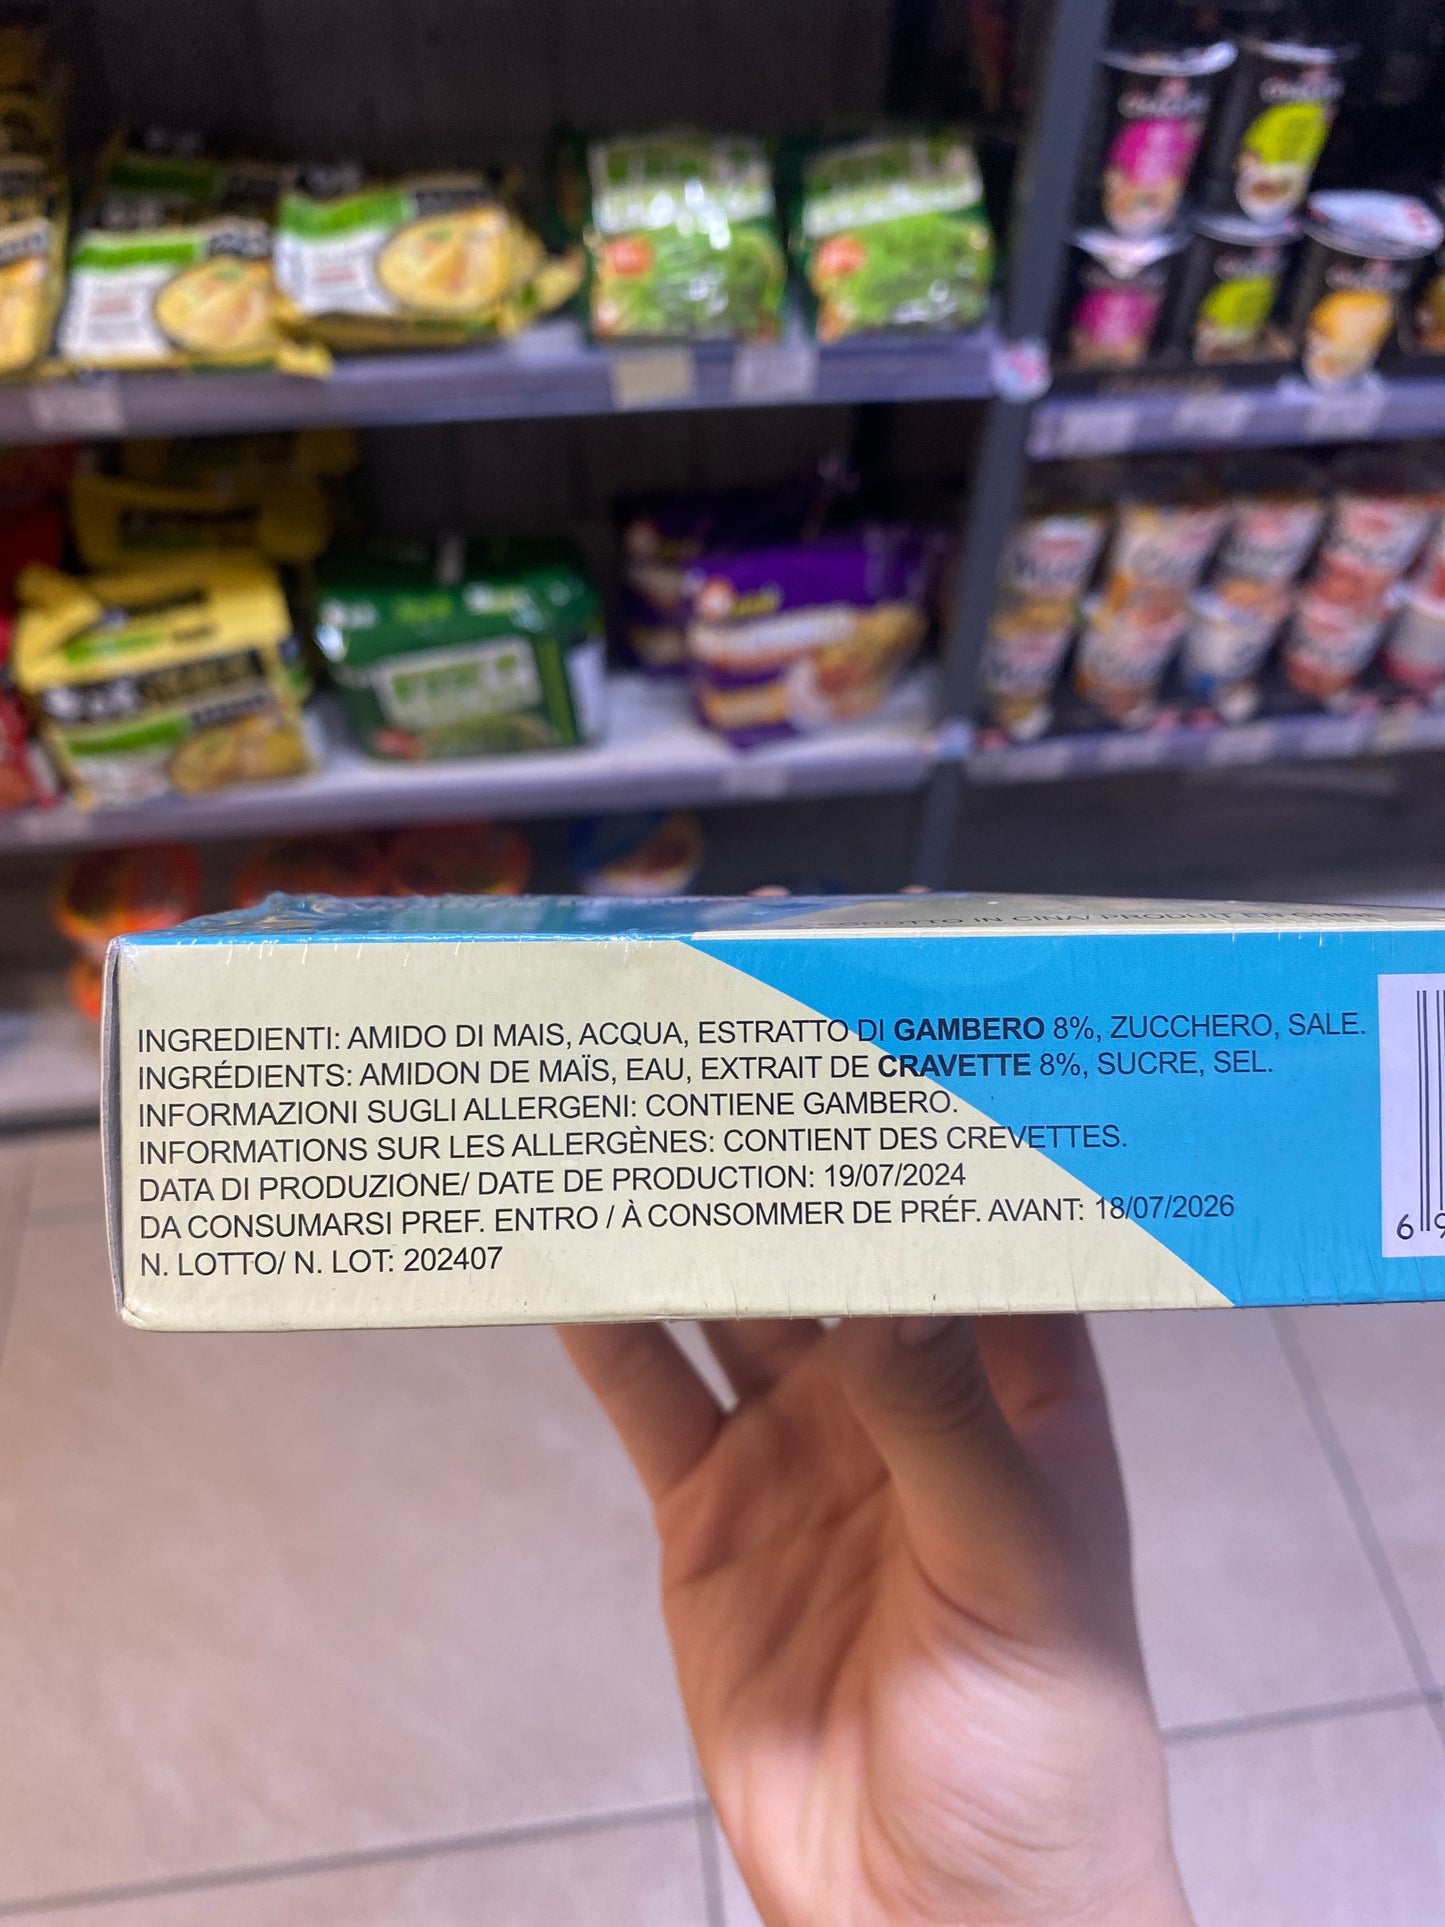 PRODOTTO IN CINA/ PRODUIT EN CHINE
INGREDIENTI: AMIDO DI MAIS, ACQUA, ESTRATTO DI GAMBERO 8%, ZUCCHERO, SALE.
INGRÉDIENTS: AMIDON DE MAÏS, EAU, EXTRAIT DE CRAVETTE 8%, SUCRE, SEL.
INFORMAZIONI SUGLI ALLERGENI: CONTIENE GAMBERO.
INFORMATIONS SUR LES ALLERGÈNES: CONTIENT DES CREVETTES.
DATA DI PRODUZIONE/ DATE DE PRODUCTION: 19/07/2024
DA CONSUMARSI PREF. ENTRO / À CONSOMMER DE PRÉF. AVANT: 18/07/2026
N. LOTTO/ N. LOT: 202407
6